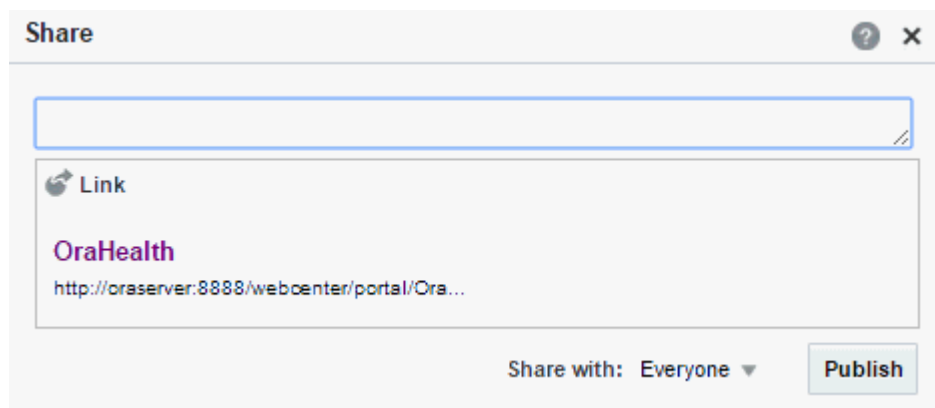 Share
Link
OraHealth
http://oraserver:8888/webcenter/portal/Ora...
Share with: Everyone
Publish